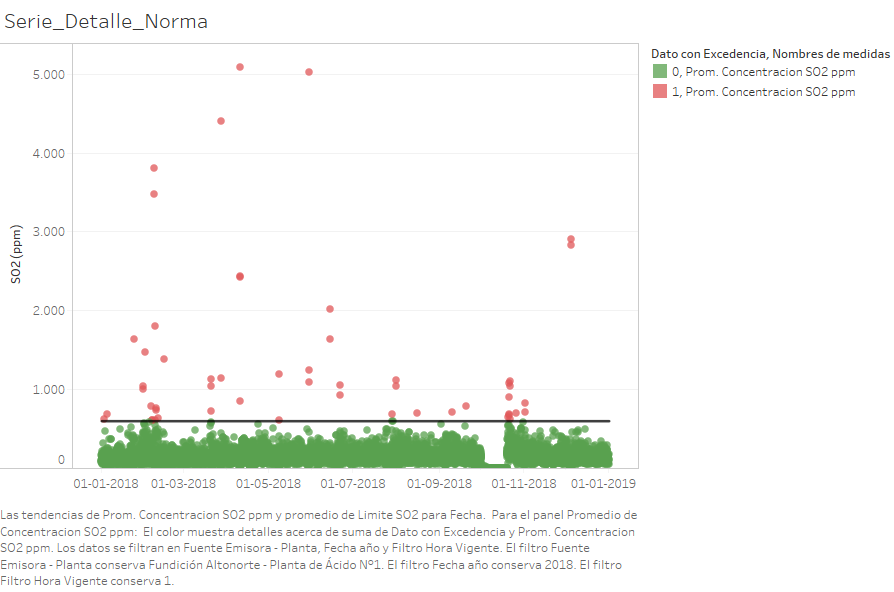 Serie_Detalle_Norma
Dato con Excedencia, Nombres de medidas
0, Prom. Concentracion SO2 ppm
1, Prom. Concentracion SO2 ppm
SO2 (ppm)
5.000
4.000
3.000
2.000
1.000
0
01-01-2018 01-03-2018 01-05-2018 01-07-2018 01-09-2018 01-11-2018 01-01-2019
Las tendencias de Prom. Concentracion SO2 ppm y promedio de Limite SO2 para Fecha. Para el panel Promedio de
Concentracion SO2 ppm: El color muestra detalles acerca de suma de Dato con Excedencia y Prom. Concentracion
SO2 ppm. Los datos se filtran en Fuente Emisora - Planta, Fecha año y Filtro Hora Vigente. El filtro Fuente
Emisora - Planta conserva Fundición Altonorte - Planta de Ácido Nº1. El filtro Fecha año conserva 2018. El filtro
Filtro Hora Vigente conserva 1.